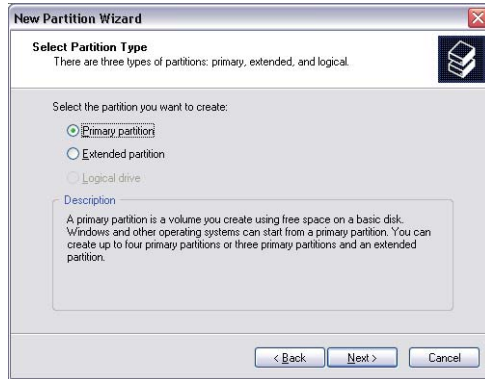 New Partition Wizard
Select Partition Type
There are three types of partitions: primary, extended, and logical.
Select the partition you want to create:
Primary partition
Extended partition
Logical drive
Description
A primary partition is a volume you create using free space on a basic disk.
Windows and other operating systems can start from a primary partition. You can
create up to four primary partitions or three primary partitions and an extended
partition.
< Back Next > Cancel